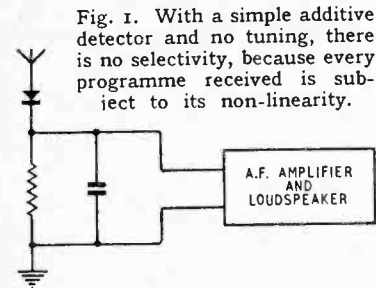 Fig. 1. With a simple additive
detector and no tuning, there
is no selectivity, because every
programme received is sub-
ject to its non-linearity.
A.F. AMPLIFIER
AND
LOUDSPEAKER